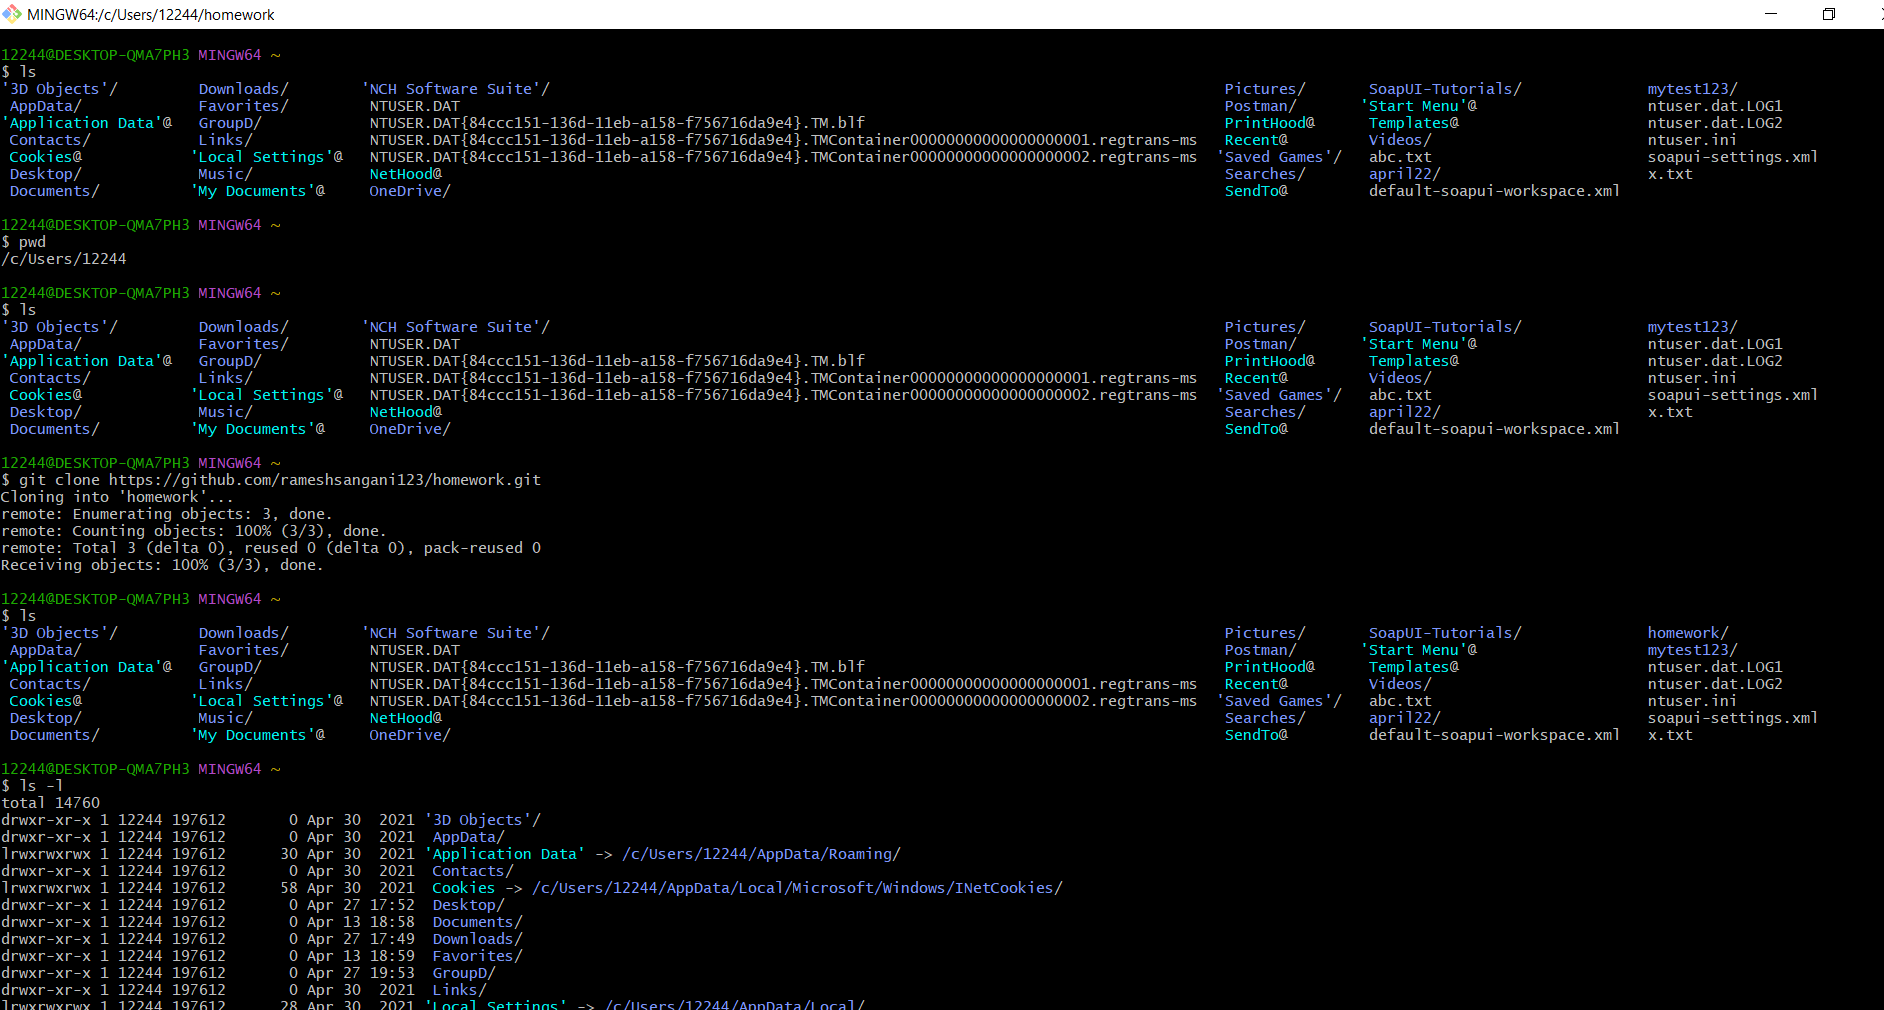 MINGW64:/c/Users/12244/homework
12244@DESKTOP-QMA7PH3 MINGW64 ~
$ ls
'3D Objects'/ Downloads/ 'NCH Software Suite'/ Pictures/ SoapUI-Tutorials/ mytest123/
AppData/ Favorites/ NTUSER.DAT Postman/ 'Start Menu'@ ntuser.dat.LOG1
'Application Data'@ GroupD/ NTUSER.DAT{84ccc151-136d-11eb-a158-f756716da9e4}.TM.blf PrintHood@ Templates@ ntuser.dat.LOG2
Contacts/ Links/ NTUSER.DAT{84ccc151-136d-11eb-a158-f756716da9e4}.TMContainer00000000000000000001.regtrans-ms Recent@ Videos/ ntuser.ini
Cookies@ 'Local Settings'@ NTUSER.DAT{84ccc151-136d-11eb-a158-f756716da9e4}.TMContainer00000000000000000002.regtrans-ms 'Saved Games'/ abc.txt soapui-settings.xml
Desktop/ Music/ NetHood@ Searches/ april22/ x.txt
Documents/ 'My Documents'@ OneDrive/ SendTo@ default-soapui-workspace.xml
12244@DESKTOP-QMA7PH3 MINGW64 ~
$ pwd
/c/Users/12244
12244@DESKTOP-QMA7PH3 MINGW64 ~
$ ls
'3D Objects'/ Downloads/ 'NCH Software Suite'/ Pictures/ SoapUI-Tutorials/ mytest123/
AppData/ Favorites/ NTUSER.DAT Postman/ 'Start Menu'@ ntuser.dat.LOG1
'Application Data'@ GroupD/ NTUSER.DAT{84ccc151-136d-11eb-a158-f756716da9e4}.TM.blf PrintHood@ Templates@ ntuser.dat.LOG2
Contacts/ Links/ NTUSER.DAT{84ccc151-136d-11eb-a158-f756716da9e4}.TMContainer00000000000000000001.regtrans-ms Recent@ Videos/ ntuser.ini
Cookies@ 'Local Settings'@ NTUSER.DAT{84ccc151-136d-11eb-a158-f756716da9e4}.TMContainer00000000000000000002.regtrans-ms 'Saved Games'/ abc.txt soapui-settings.xml
Desktop/ Music/ NetHood@ Searches/ april22/ x.txt
Documents/ 'My Documents'@ OneDrive/ SendTo@ default-soapui-workspace.xml
12244@DESKTOP-QMA7PH3 MINGW64 ~
$ git clone https://github.com/rameshsangani123/homework.git
Cloning into 'homework'...
remote: Enumerating objects: 3, done.
remote: Counting objects: 100% (3/3), done.
remote: Total 3 (delta 0), reused 0 (delta 0), pack-reused 0
Receiving objects: 100% (3/3), done.
12244@DESKTOP-QMA7PH3 MINGW64 ~
$ ls
'3D Objects'/ Downloads/ 'NCH Software Suite'/ Pictures/ SoapUI-Tutorials/ homework/
AppData/ Favorites/ NTUSER.DAT Postman/ 'Start Menu'@ mytest123/
'Application Data'@ GroupD/ NTUSER.DAT{84ccc151-136d-11eb-a158-f756716da9e4}.TM.blf PrintHood@ Templates@ ntuser.dat.LOG1
Contacts/ Links/ NTUSER.DAT{84ccc151-136d-11eb-a158-f756716da9e4}.TMContainer00000000000000000001.regtrans-ms Recent@ Videos/ ntuser.dat.LOG2
Cookies@ 'Local Settings'@ NTUSER.DAT{84ccc151-136d-11eb-a158-f756716da9e4}.TMContainer00000000000000000002.regtrans-ms 'Saved Games'/ abc.txt ntuser.ini
Desktop/ Music/ NetHood@ Searches/ april22/ soapui-settings.xml
Documents/ 'My Documents'@ OneDrive/ SendTo@ default-soapui-workspace.xml x.txt
12244@DESKTOP-QMA7PH3 MINGW64 ~
$ ls -l
total 14760
drwxr-xr-x 1 12244 197612 0 Apr 30 2021 '3D Objects'/
drwxr-xr-x 1 12244 197612 0 Apr 30 2021 AppData/
lrwxrwxrwx 1 12244 197612 30 Apr 30 2021 'Application Data' -> /c/Users/12244/AppData/Roaming/
drwxr-xr-x 1 12244 197612 0 Apr 30 2021 Contacts/
lrwxrwxrwx 1 12244 197612 58 Apr 30 2021 Cookies -> /c/Users/12244/AppData/Local/Microsoft/Windows/INetCookies/
drwxr-xr-x 1 12244 197612 0 Apr 27 17:52 Desktop/
drwxr-xr-x 1 12244 197612 0 Apr 13 18:58 Documents/
drwxr-xr-x 1 12244 197612 0 Apr 27 17:49 Downloads/
drwxr-xr-x 1 12244 197612 0 Apr 13 18:59 Favorites/
drwxr-xr-x 1 12244 197612 0 Apr 27 19:53 GroupD/
drwxr-xr-x 1 12244 197612 0 Apr 30 2021 Links/
lrwxrwxrwx 1 12244 197612 28 Apr 30 2021 'Local Settings' -> /c/Users/12244/AppData/Local/